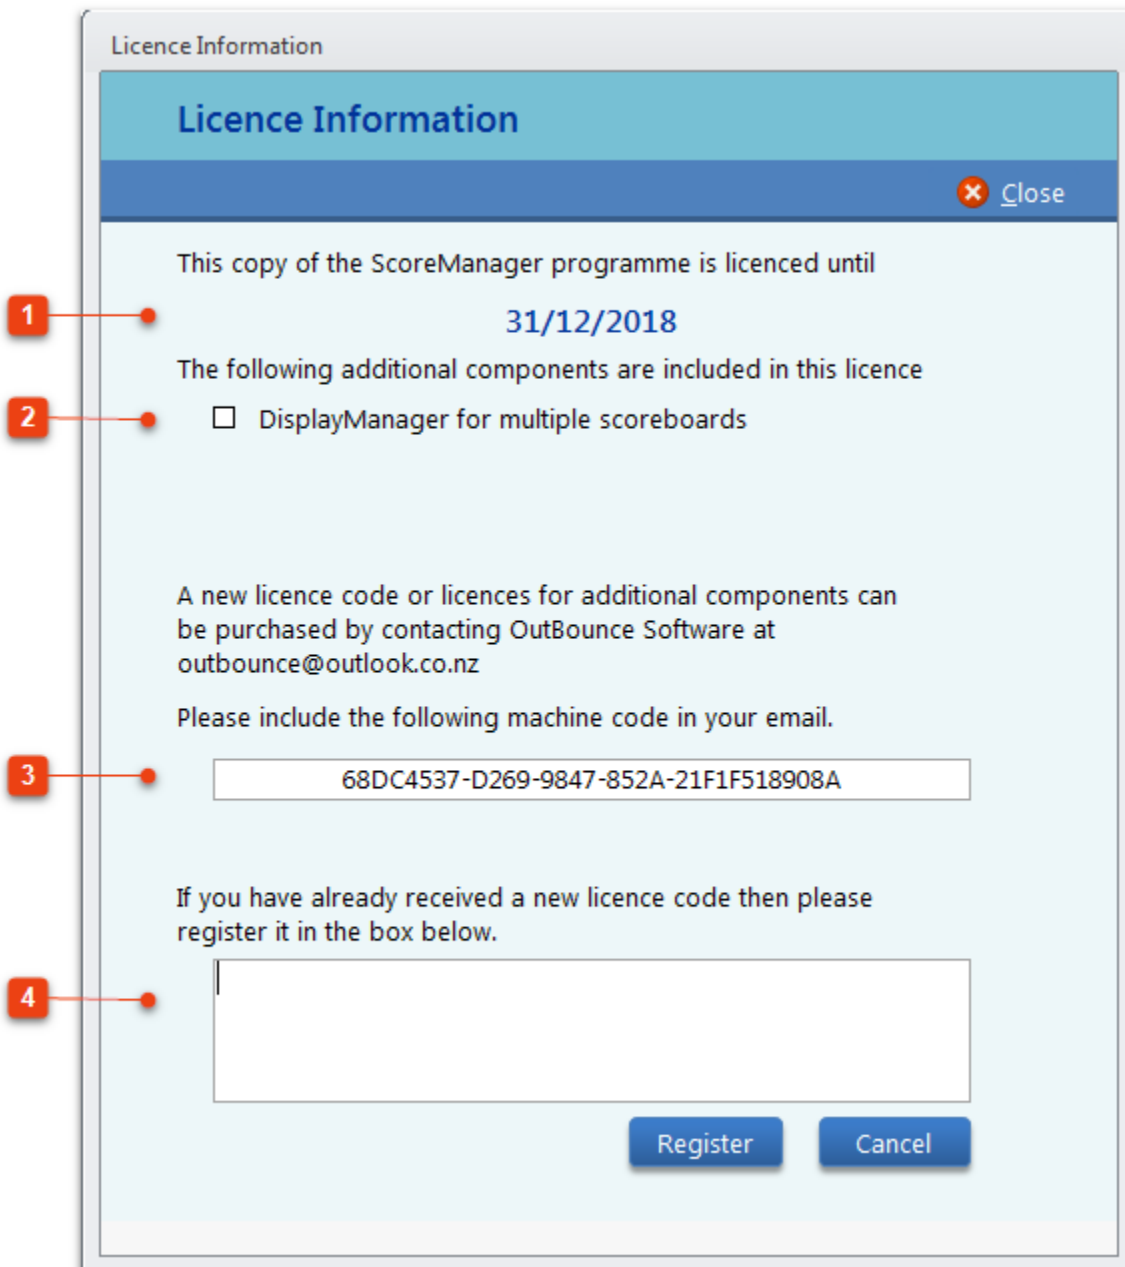 Licence Information
Licence Information
Close
This copy of the ScoreManager programme is licenced until
1
31/12/2018
The following additional components are included in this licence
2
DisplayManager for multiple scoreboards
A new licence code or licences for additional components can
be purchased by contacting OutBounce Software at
outbounce@outlook.co.nz
Please include the following machine code in your email.
3
68DC4537-D269-9847-852A-21F1F518908A
If you have already received a new licence code then please
register it in the box below.
4
Register
Cancel